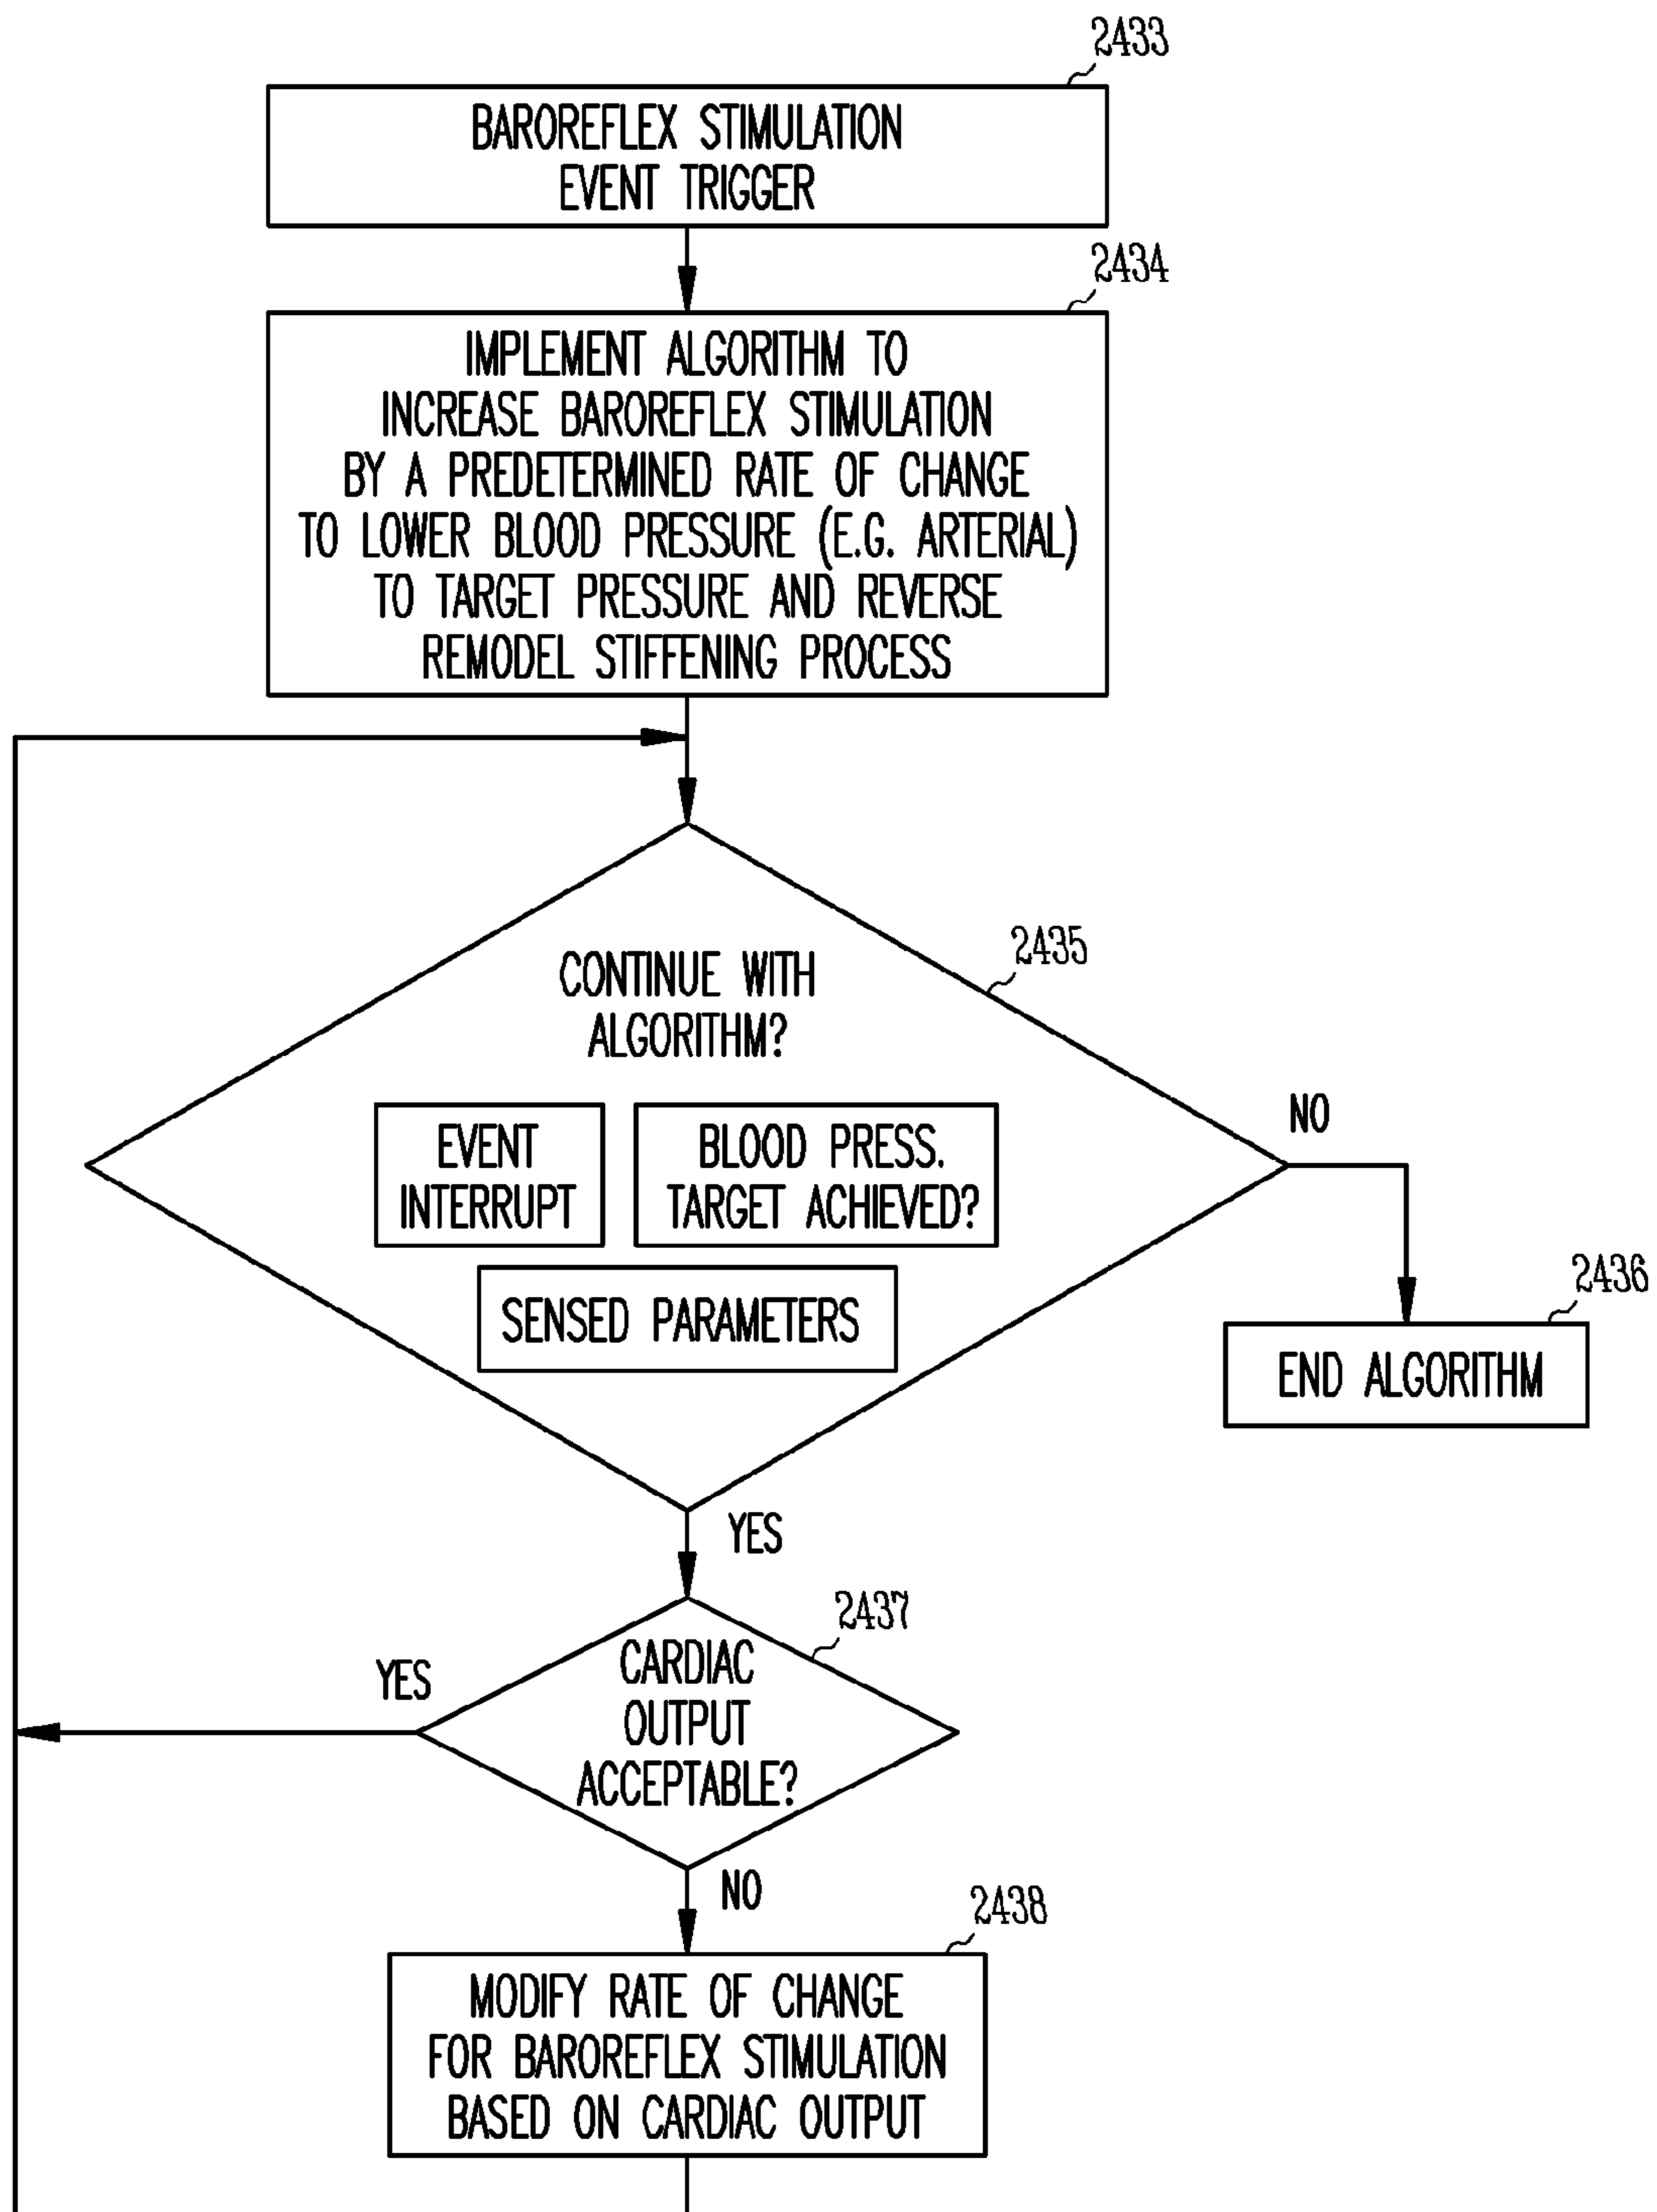 2433
BAROREFLEX STIMULATION
EVENT TRIGGER
2434
IMPLEMENT ALGORITHM TO
INCREASE BAROREFLEX STIMULATION
BY A PREDETERMINED RATE OF CHANGE
TO LOWER BLOOD PRESSURE (E.G. ARTERIAL)
TO TARGET PRESSURE AND REVERSE
REMODEL STIFFENING PROCESS
2435
CONTINUE WITH
ALGORITHM?
EVENT
INTERRUPT
BLOOD PRESS.
TARGET ACHIEVED?
SENSED PARAMETERS
NO
2436
END ALGORITHM
YES
2437
CARDIAC
OUTPUT
ACCEPTABLE?
YES
NO
2438
MODIFY RATE OF CHANGE
FOR BAROREFLEX STIMULATION
BASED ON CARDIAC OUTPUT